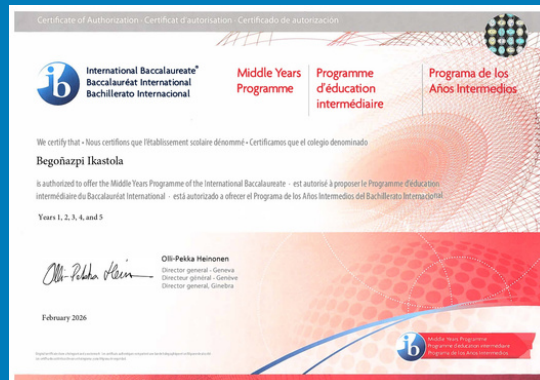 Certificate of Authorization - Certificat d'autorisation - Certificado de autorización
International Baccalaureate®
Baccalauréat International
Bachillerato Internacional
Middle Years
Programme
Programme
d'éducation
intermédiaire
Programa de los
Años Intermedios
We certify that • Nous certifions que l'établissement scolaire dénommé • Certificamos que el colegio denominado
Begoñazpi Ikastola
is authorized to offer the Middle Years Programme of the International Baccalaureate - est autorisé à proposer le Programme d'éducation
intermédiaire du Baccalauréat International - está autorizado a ofrecer el Programa de los Años Intermedios del Bachillerato Internacional
Years 1, 2, 3, 4, and 5
Olli-Pekka Heinonen
Director general - Geneva
Directeur général - Genève
Director general, Ginebra
February 2026
Middle Years Programme
Programme d'éducation intermédiaire
Programa de los Años Intermedios